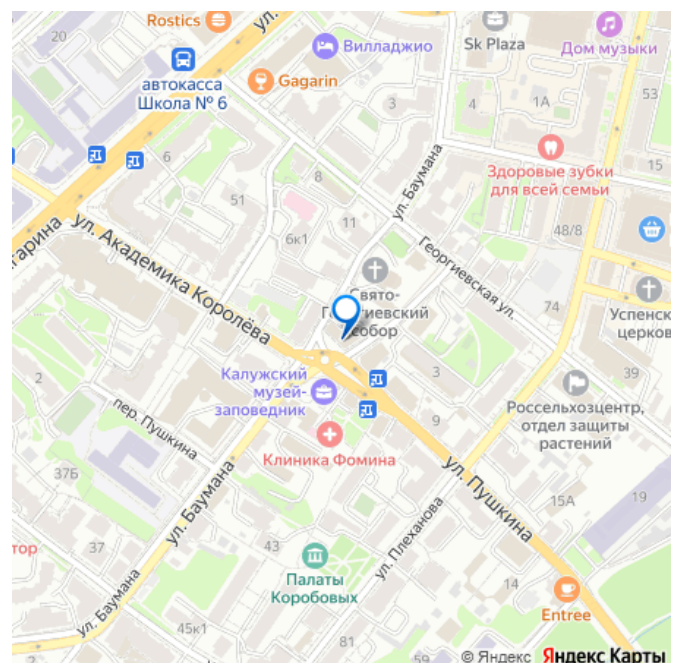 20
Rostics
ул.
Вилладжио
Sk Plaza
Дом музыки
автокасса
Школа № 6
Gagarin
3
4
1А
53
6
8
51
Здоровые зубки
для всей семьи
15
ул. Баумана
11
6к1
Георгиевская ул.
48/8
гарина
ул. Академика Королёва
Свято-
Г
иевский
собор
74
Успенск
церков
2
Калужский
музей-
заповедник
3
39
9
Россельхозцентр,
отдел защиты
растений
пер. Пушкина
Клиника Фомина
ул. Пушкина
37Б
ул. Баумана
15А
19
тор
37
43
ул. Плеханова
Палаты
Коробовых
14
Entree
ул. Баумана
45к1
81
59
© Яндекс Яндекс Карты